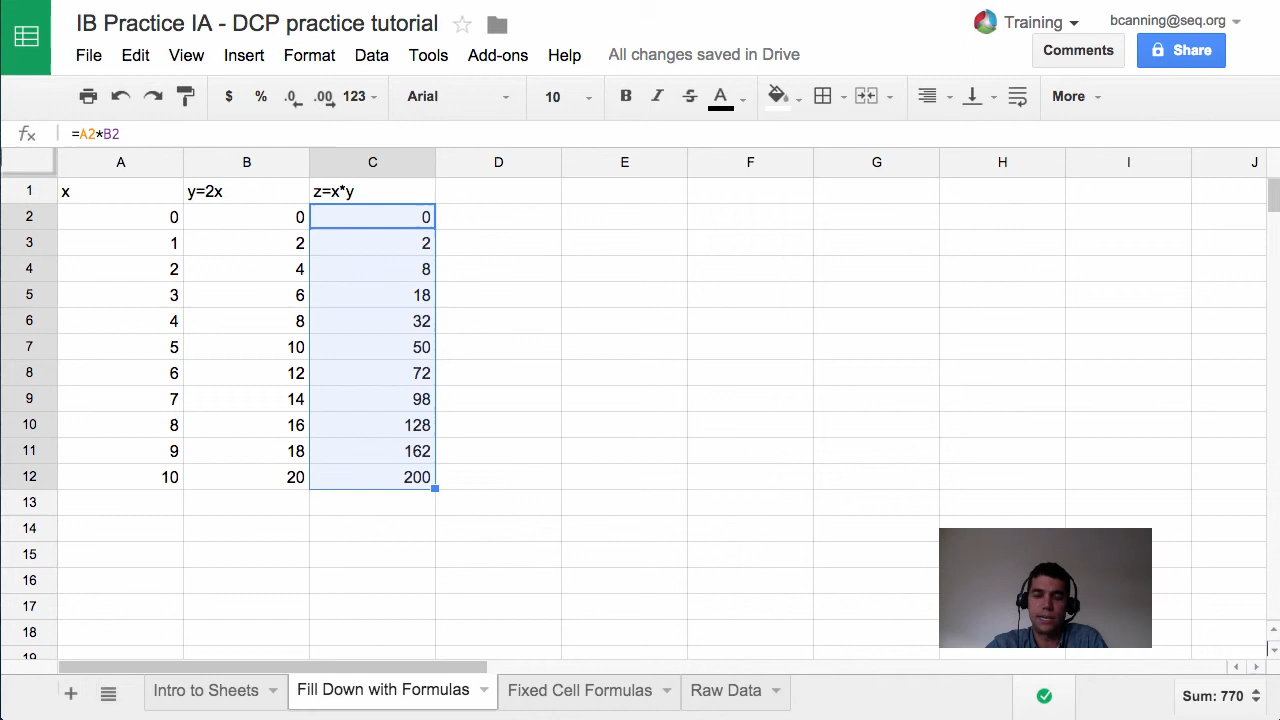 IB Practice IA - DCP practice tutorial
Training
bcanning@seq.org
File Edit View Insert Format Data Tools Add-ons Help All changes saved in Drive
Comments
Share
$ % .0 .00 123 Arial 10 B I S A More
fx =A2*B2
A B C D E F G H I J
1 x y=2x z=x*y
2 0 0 0
3 1 2 2
4 2 4 8
5 3 6 18
6 4 8 32
7 5 10 50
8 6 12 72
9 7 14 98
10 8 16 128
11 9 18 162
12 10 20 200
13
14
15
16
17
18
19
+ Intro to Sheets Fill Down with Formulas Fixed Cell Formulas Raw Data Sum: 770